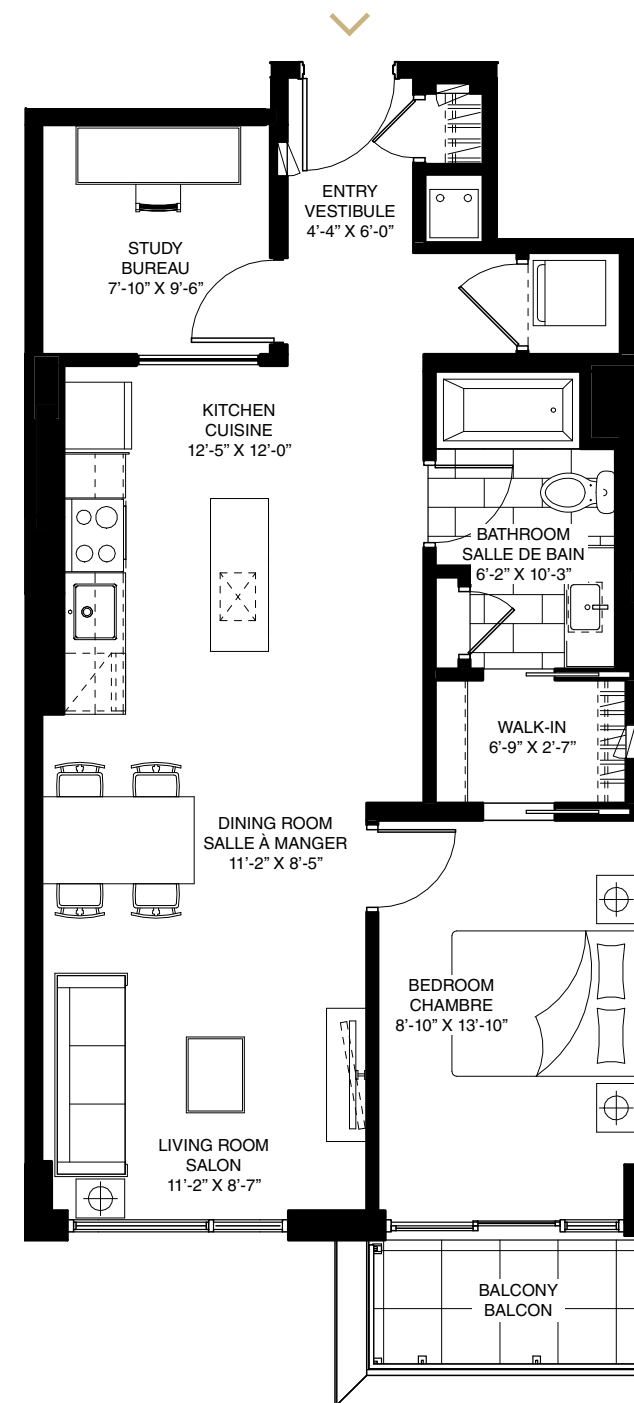 ENTRY
VESTIBULE
4'-4” X 6'-0”
STUDY
BUREAU
7'-10” X 9'-6”
KITCHEN
CUISINE
12'-5” X 12'-0”
BATHROOM
SALLE DE BAIN
6'-2” X 10'-3”
WALK-IN
6'-9” X 2'-7”
DINING ROOM
SALLE À MANGER
11'-2” X 8'-5”
BEDROOM
CHAMBRE
8'-10” X 13'-10”
LIVING ROOM
SALON
11'-2” X 8'-7”
BALCONY
BALCON